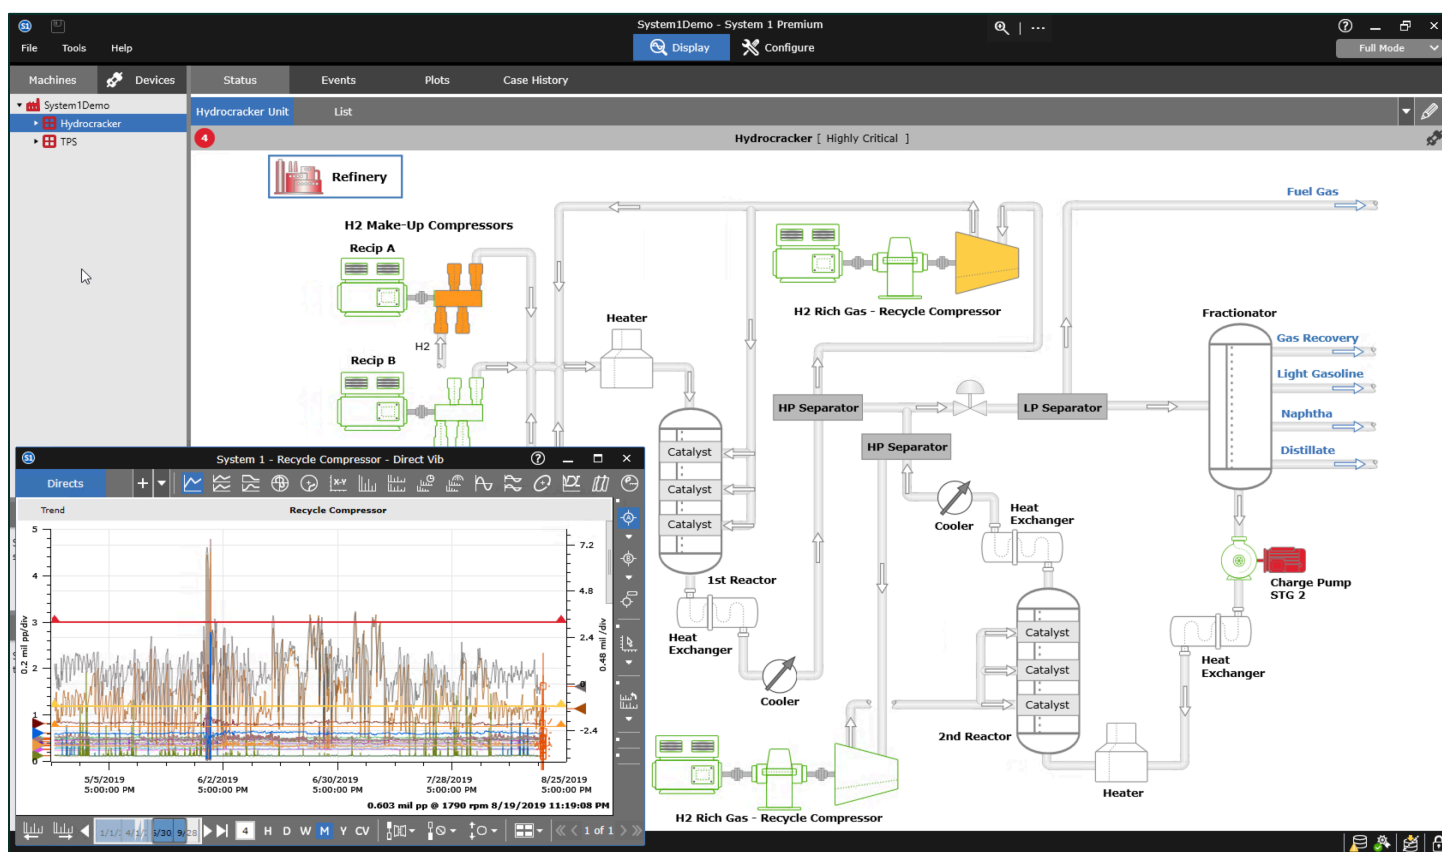 S1
System1Demo - System 1 Premium
File Tools Help
Display Configure
Full Mode
Machines Devices Status Events Plots Case History
System1Demo
Hydrocracker
TPS
Hydrocracker Unit List
4 Hydrocracker [ Highly Critical ]
Refinery
Fuel Gas
H2 Make-Up Compressors
Recip A
H2 Rich Gas - Recycle Compressor
Heater
Fractionator
H2
Recip B
Gas Recovery
Light Gasoline
HP Separator
LP Separator
Naphtha
HP Separator
Distillate
Catalyst
Catalyst
Catalyst
Cooler
Heat
Exchanger
1st Reactor
Charge Pump
STG 2
Heat
Exchanger
Catalyst
Catalyst
Catalyst
Heat
Exchanger
Cooler
2nd Reactor
Heater
H2 Rich Gas - Recycle Compressor
S1
System 1 - Recycle Compressor - Direct Vib
Directs
X-Y
Trend Recycle Compressor
5
4
3
2
1
0
0.2 mil pp/div
7.2
4.8
2.4
-2.4
0.48 mil /div
5/5/2019 6/2/2019 6/30/2019 7/28/2019 8/25/2019
5:00:00 PM 5:00:00 PM 5:00:00 PM 5:00:00 PM 5:00:00 PM
0.603 mil pp @ 1790 rpm 8/19/2019 11:19:08 PM
4 H D W M Y CV
1 of 1